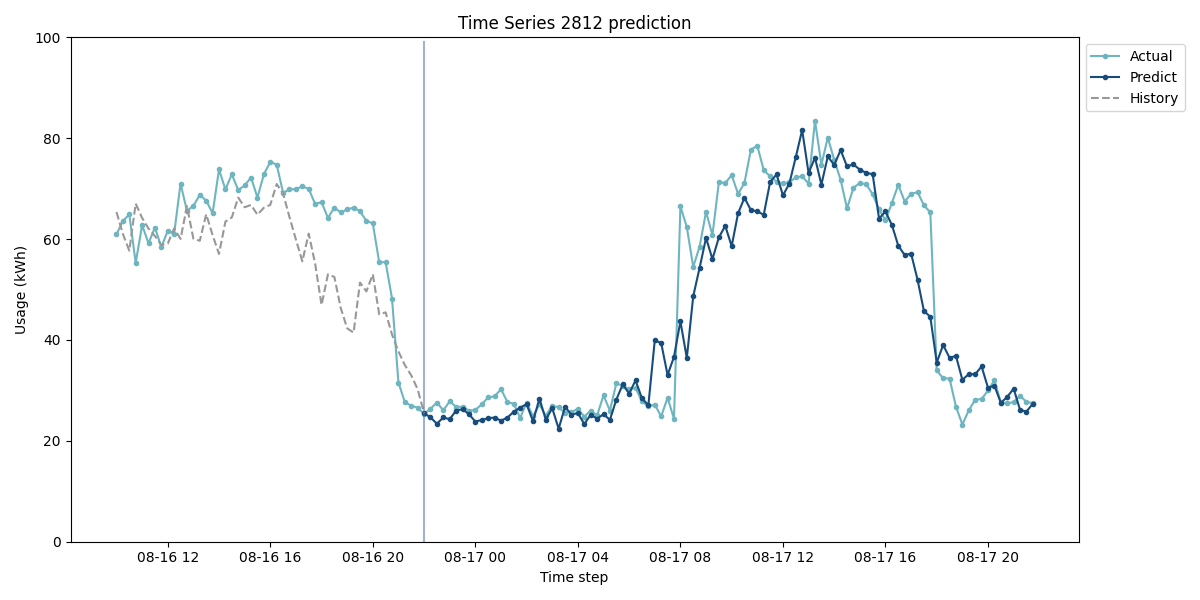 Time Series 2812 prediction
100
80
60
40
20
0
Usage (kWh)
08-16 12
08-16 16
08-16 20
08-17 00
08-17 04
08-17 08
08-17 12
08-17 16
08-17 20
Time step
Actual
Predict
History